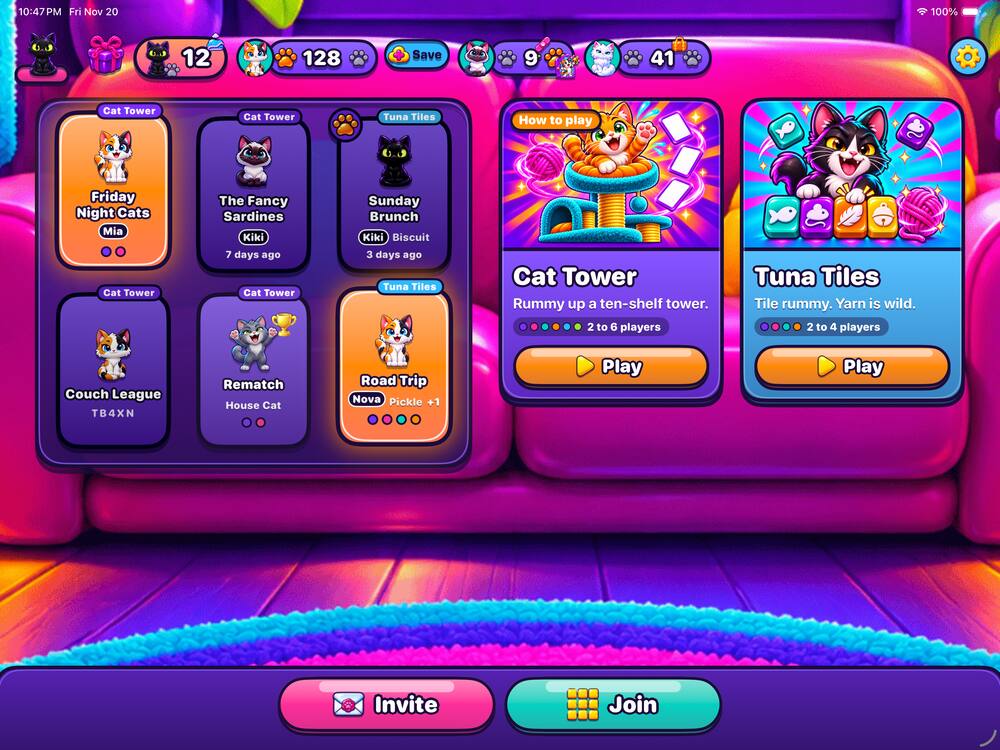 10:47 PM Fri Nov 20
100%
12
128
Save
9
41
Cat Tower
Friday
Night Cats
Mia
Cat Tower
The Fancy
Sardines
Kiki
7 days ago
Tuna Tiles
Sunday
Brunch
Kiki Biscuit
3 days ago
Cat Tower
Couch League
TB4XN
Cat Tower
Rematch
House Cat
Tuna Tiles
Road Trip
Nova Pickle +1
How to play
Cat Tower
Rummy up a ten-shelf tower.
2 to 6 players
Play
Tuna Tiles
Tile rummy. Yarn is wild.
2 to 4 players
Play
Invite
Join